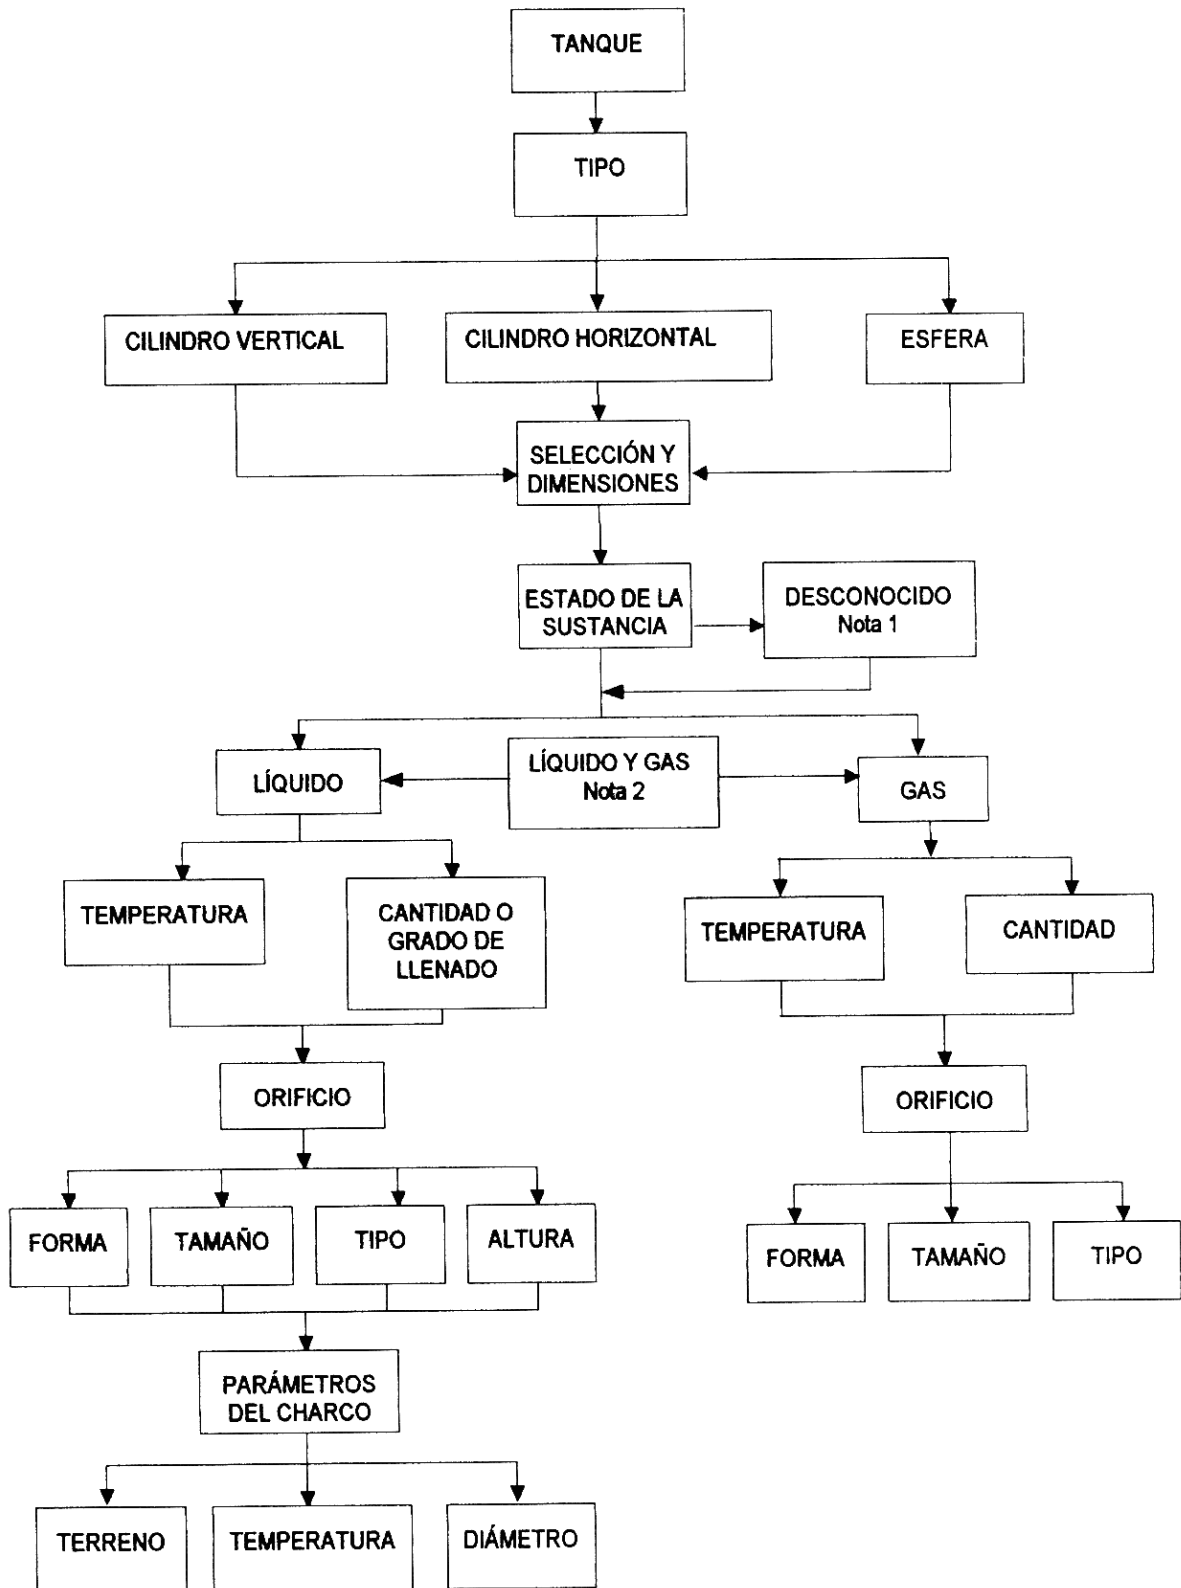 TANQUE
TIPO
CILINDRO VERTICAL
CILINDRO HORIZONTAL
ESFERA
SELECCIÓN Y
DIMENSIONES
ESTADO DE LA
SUSTANCIA
DESCONOCIDO
Nota 1
LÍQUIDO
LÍQUIDO Y GAS
Nota 2
GAS
TEMPERATURA
CANTIDAD O
GRADO DE
LLENADO
TEMPERATURA
CANTIDAD
ORIFICIO
ORIFICIO
FORMA
TAMAÑO
TIPO
ALTURA
FORMA
TAMAÑO
TIPO
PARÁMETROS
DEL CHARCO
TERRENO
TEMPERATURA
DIÁMETRO